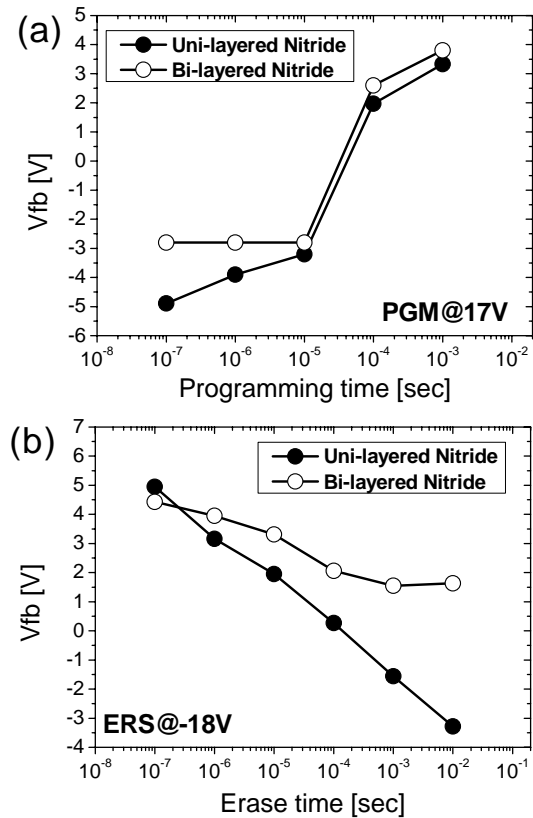 (a)
Uni-layered Nitride
Bi-layered Nitride
5
4
3
2
1
0
-1
-2
-3
-4
-5
-6
Vfb [V]
PGM@17V
10^-8 10^-7 10^-6 10^-5 10^-4 10^-3 10^-2
Programming time [sec]
(b)
Uni-layered Nitride
Bi-layered Nitride
7
6
5
4
3
2
1
0
-1
-2
-3
-4
Vfb [V]
ERS@-18V
10^-8 10^-7 10^-6 10^-5 10^-4 10^-3 10^-2 10^-1
Erase time [sec]